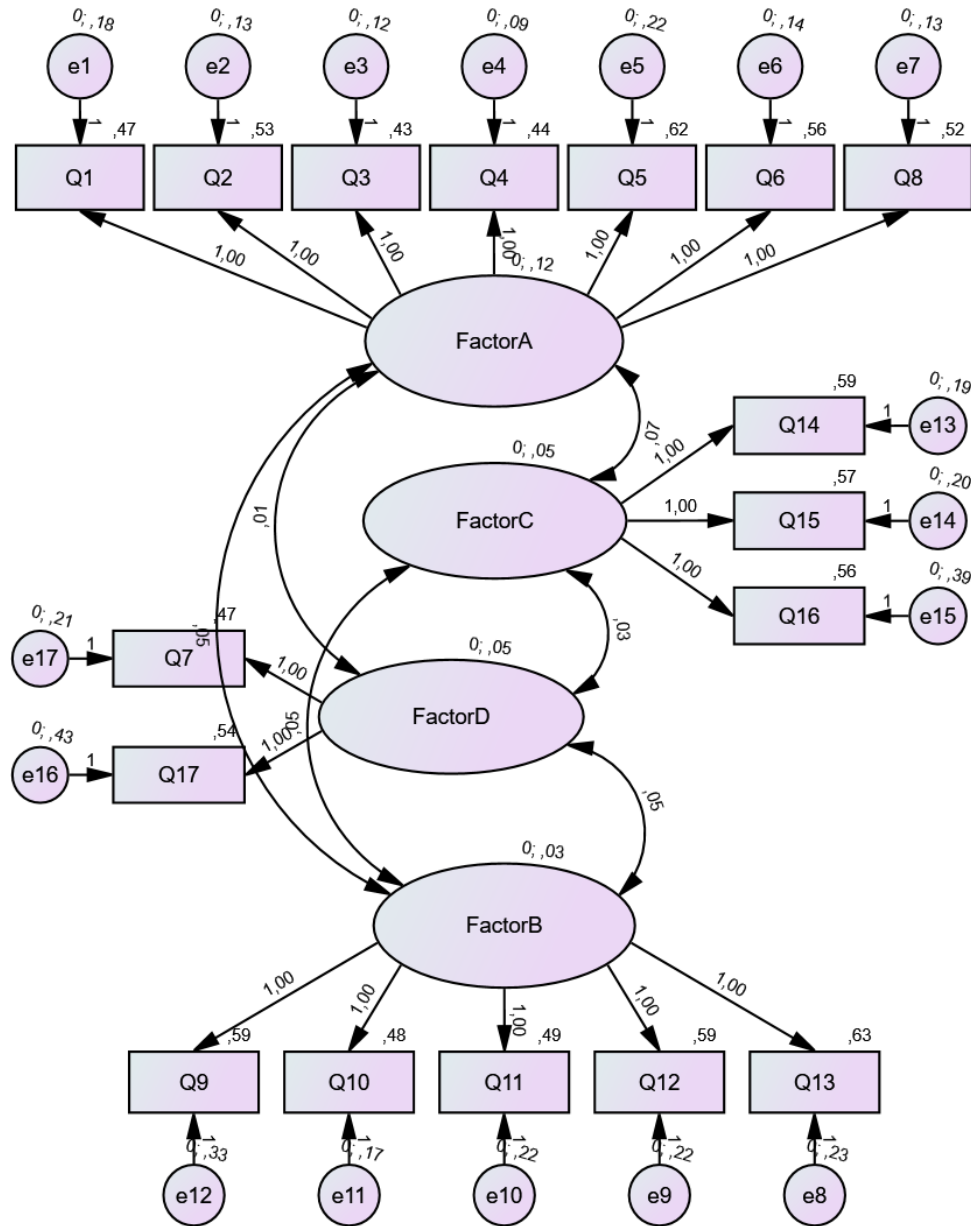 0; ,18 0; ,13 0; ,12 0; ,09 0; ,22 0; ,14 0; ,13
e1 e2 e3 e4 e5 e6 e7
1 1 1 1 1 1 1
,47 ,53 ,43 ,44 ,62 ,56 ,52
Q1 Q2 Q3 Q4 Q5 Q6 Q8
1,00 1,00 1,00 1,00 1,00 1,00 1,00
0; ,12
FactorA
,07
,59 0; ,19
Q14 1 e13
1,00
0; ,05
FactorC
,57 0; ,20
1,00 Q15 1 e14
,01
1,00
,56 0; ,39
Q16 1 e15
,03
0; ,21 ,47
e17 1 Q7 1,00
,05
0; ,05
FactorD
0; ,43 ,54
e16 1 Q17 1,00
,05
,05
0; ,03
FactorB
1,00 1,00 1,00 1,00 1,00
,59 ,48 ,49 ,59 ,63
Q9 Q10 Q11 Q12 Q13
1 1 1 1 1
0; ,33 0; ,17 0; ,22 0; ,22 0; ,23
e12 e11 e10 e9 e8